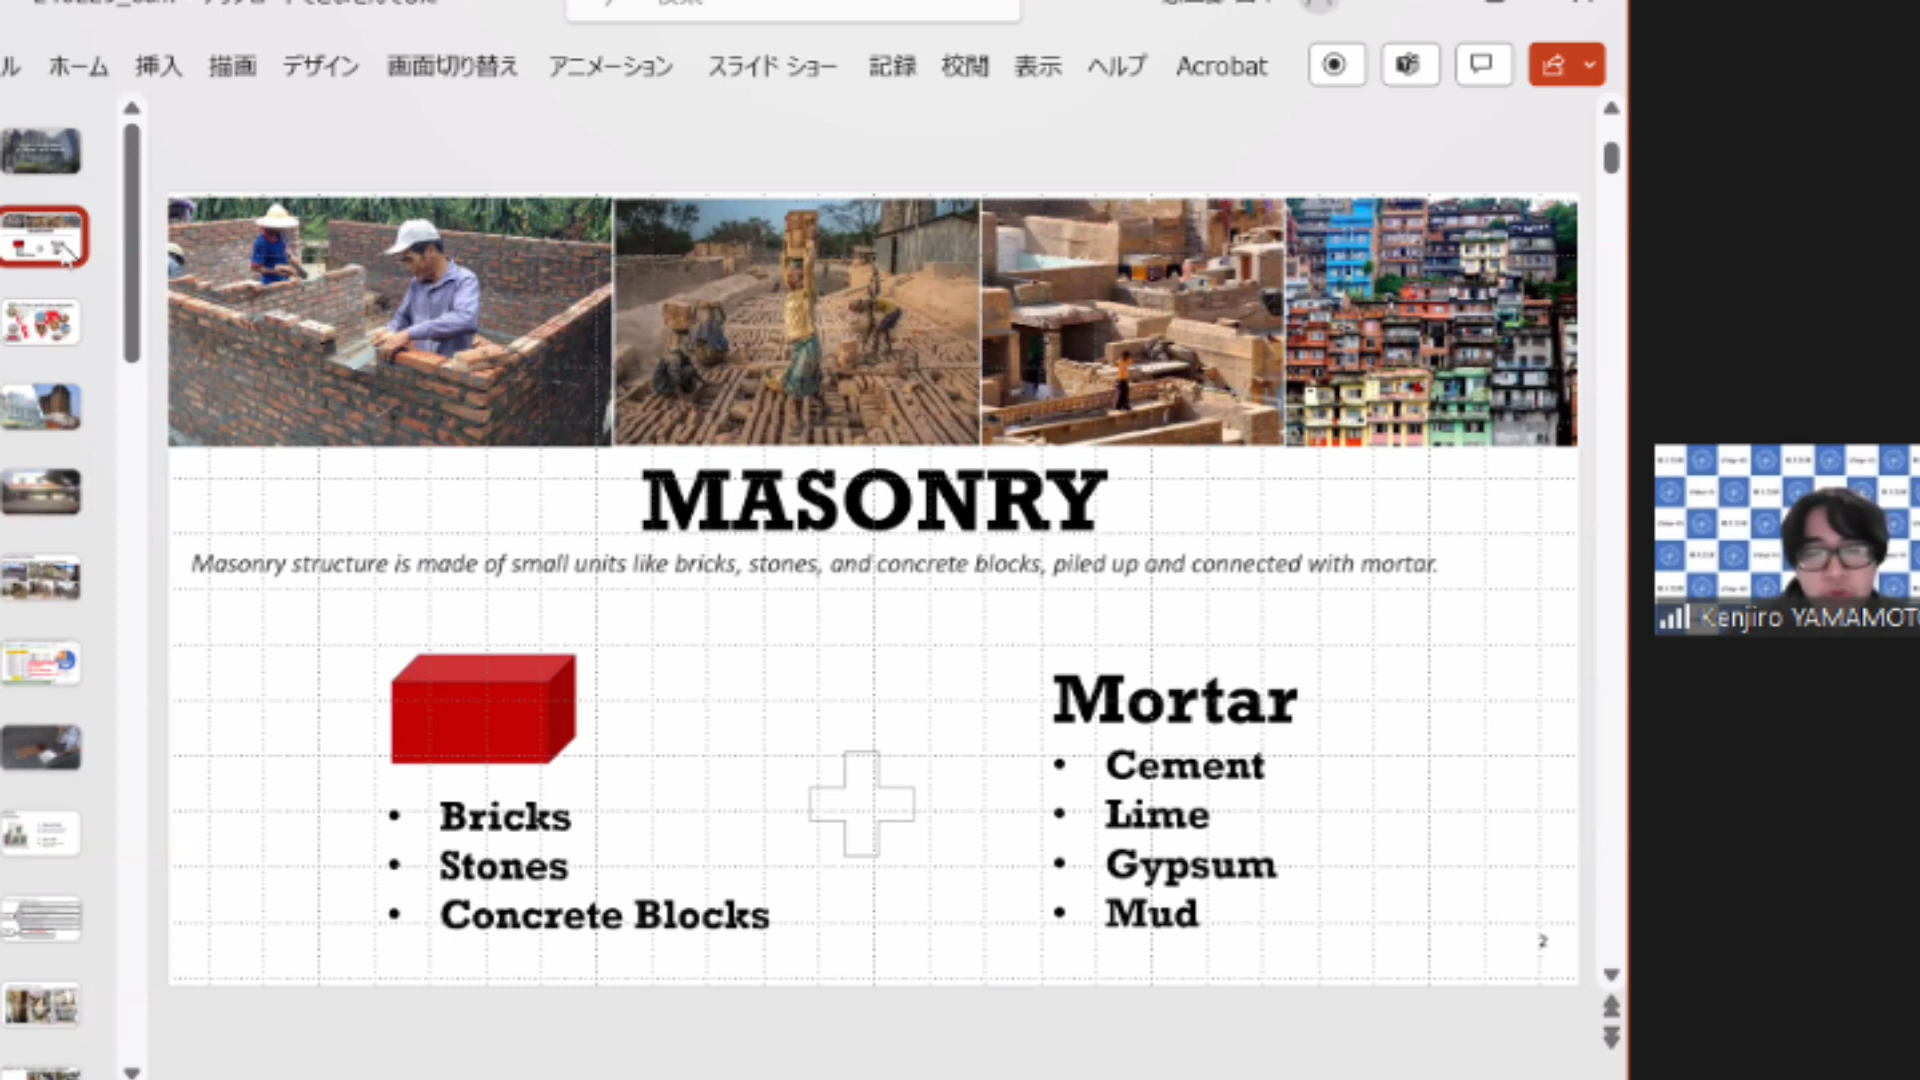 検索
ル ホーム 挿入 描画 デザイン 画面切り替え アニメーション スライド ショー 記録 校閲 表示 ヘルプ Acrobat
MASONRY
Masonry structure is made of small units like bricks, stones, and concrete blocks, piled up and connected with mortar.
• Bricks
• Stones
• Concrete Blocks
Mortar
• Cement
• Lime
• Gypsum
• Mud
2
Kenjiro YAMAMOTO